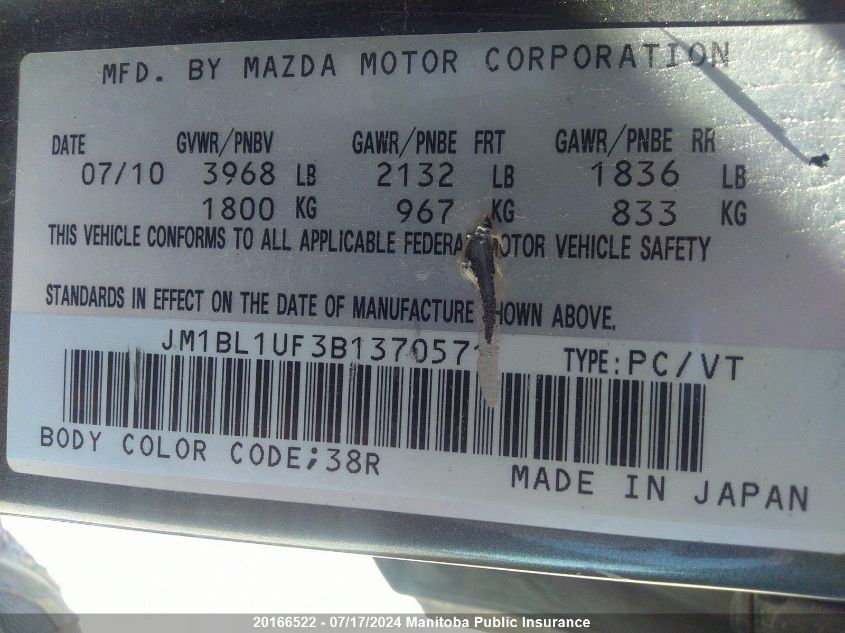 MFD. BY MAZDA MOTOR CORPORATION
DATE GVWR/PNBV GAWR/PNBE FRT GAWR/PNBE RR
07/10 3968 LB 2132 LB 1836 LB
1800 KG 967 KG 833 KG
THIS VEHICLE CONFORMS TO ALL APPLICABLE FEDERAL MOTOR VEHICLE SAFETY
STANDARDS IN EFFECT ON THE DATE OF MANUFACTURE SHOWN ABOVE.
JM1BL1UF3B1370571 TYPE:PC/VT
BODY COLOR CODE;38R
MADE IN JAPAN
20166522 - 07/17/2024 Manitoba Public Insurance